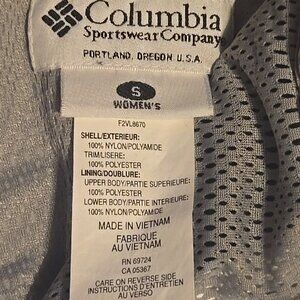 Columbia
Sportswear Company
PORTLAND, OREGON U.S.A.
S
WOMEN'S
F2VL8670
SHELL/EXTERIEUR:
100% NYLON/POLYAMIDE
TRIM/LISERE:
100% POLYESTER
LINING/DOUBLURE:
UPPER BODY/PARTIE SUPERIEURE:
100% POLYESTER
LOWER BODY/PARTIE INTERIEURE:
100% NYLON/POLYAMIDE
MADE IN VIETNAM
FABRIQUE
AU VIETNAM
RN 69724
CA 05367
CARE ON REVERSE SIDE
INSTRUCTIONS D'ENTRETIEN
AU VERSO